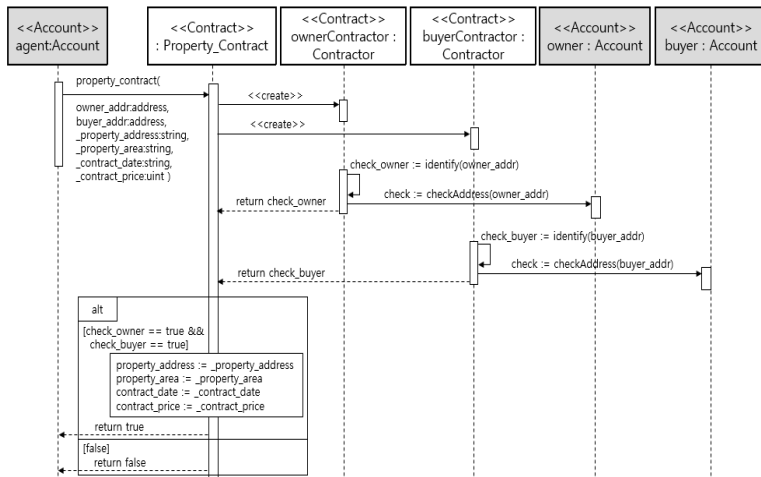 <<Account>>
agent:Account
<<Contract>>
: Property_Contract
<<Contract>>
ownerContractor :
Contractor
<<Contract>>
buyerContractor :
Contractor
<<Account>>
owner : Account
<<Account>>
buyer : Account
property_contract(
owner_addr:address,
buyer_addr:address,
_property_address:string,
_property_area:string,
_contract_date:string,
_contract_price:uint )
<<create>>
<<create>>
check_owner := identify(owner_addr)
check := checkAddress(owner_addr)
return check_owner
check_buyer := identify(buyer_addr)
check := checkAddress(buyer_addr)
return check_buyer
alt
[check_owner == true &&
check_buyer == true]
property_address := _property_address
property_area := _property_area
contract_date := _contract_date
contract_price := _contract_price
return true
[false]
return false